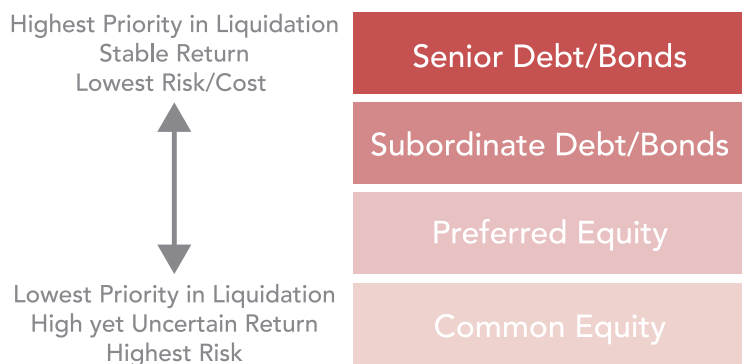 Highest Priority in Liquidation
Stable Return
Lowest Risk/Cost
Lowest Priority in Liquidation
High yet Uncertain Return
Highest Risk
Senior Debt/Bonds
Subordinate Debt/Bonds
Preferred Equity
Common Equity